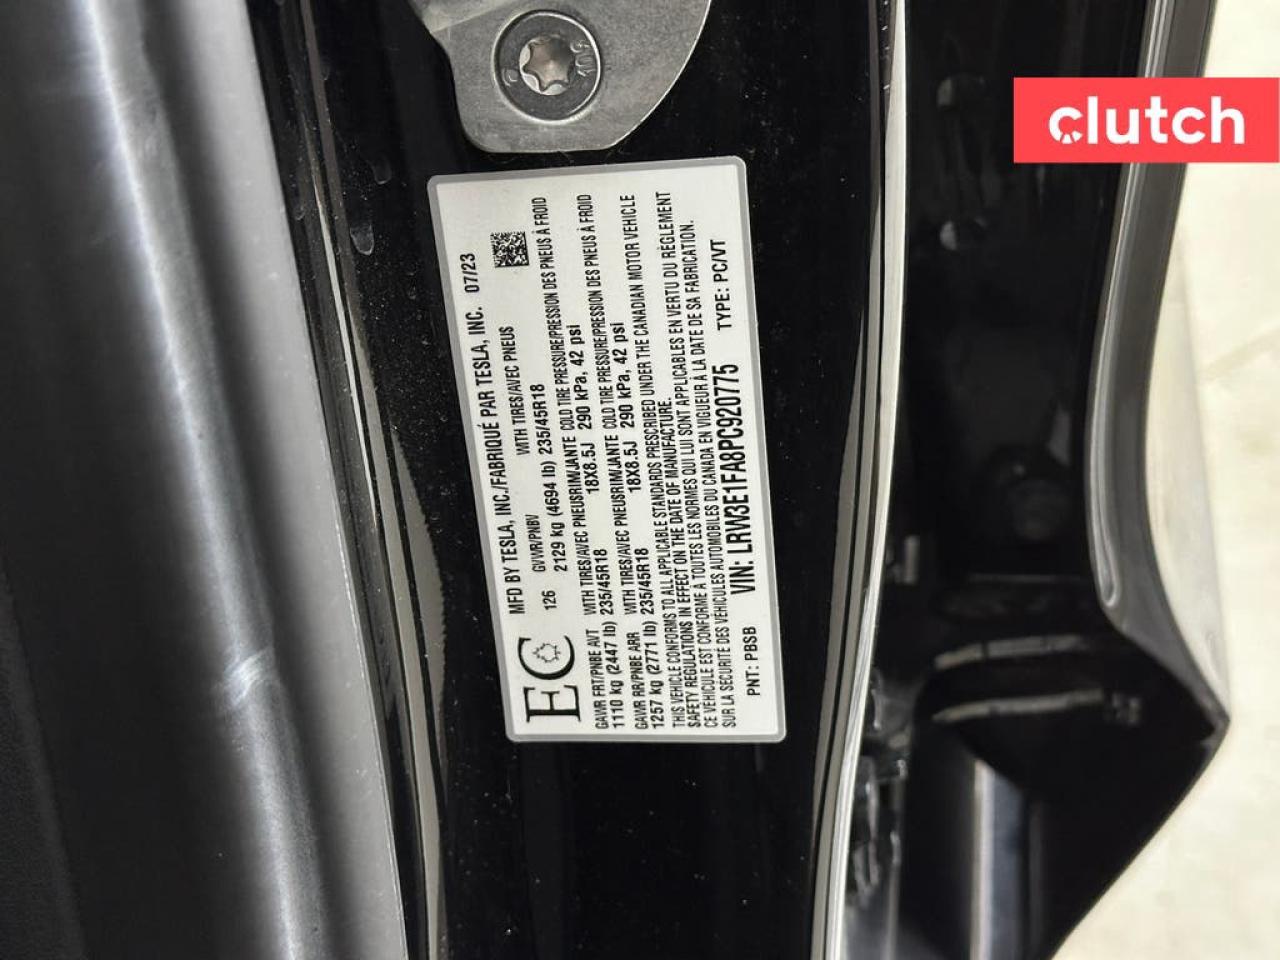 clutch
MFD BY TESLA, INC./FABRIQUÉ PAR TESLA, INC. 07/23
126 GVWR/PNBV WITH TIRES/AVEC PNEUS
2129 kg (4694 lb) 235/45R18
EC
GAWR FRT/PNBE AVT WITH TIRES/AVEC PNEUS RIM/JANTE COLD TIRE PRESSURE/PRESSION DES PNEUS À FROID
1110 kg (2447 lb) 235/45R18 18X8.5J 290 kPa, 42 psi
GAWR RR/PNBE ARR WITH TIRES/AVEC PNEUS RIM/JANTE COLD TIRE PRESSURE/PRESSION DES PNEUS À FROID
1257 kg (2771 lb) 235/45R18 18X8.5J 290 kPa, 42 psi
THIS VEHICLE CONFORMS TO ALL APPLICABLE STANDARDS PRESCRIBED UNDER THE CANADIAN MOTOR VEHICLE
SAFETY REGULATIONS IN EFFECT ON THE DATE OF MANUFACTURE.
CE VEHICULE EST CONFORME À TOUTES LES NORMES QUI LUI SONT APPLICABLES EN VERTU DU RÈGLEMENT
SUR LA SÉCURITÉ DES VÉHICULES AUTOMOBILES DU CANADA EN VIGUEUR À LA DATE DE SA FABRICATION.
PNT: PBSB VIN: LRW3E1FA8PC920775 TYPE: PC/VT